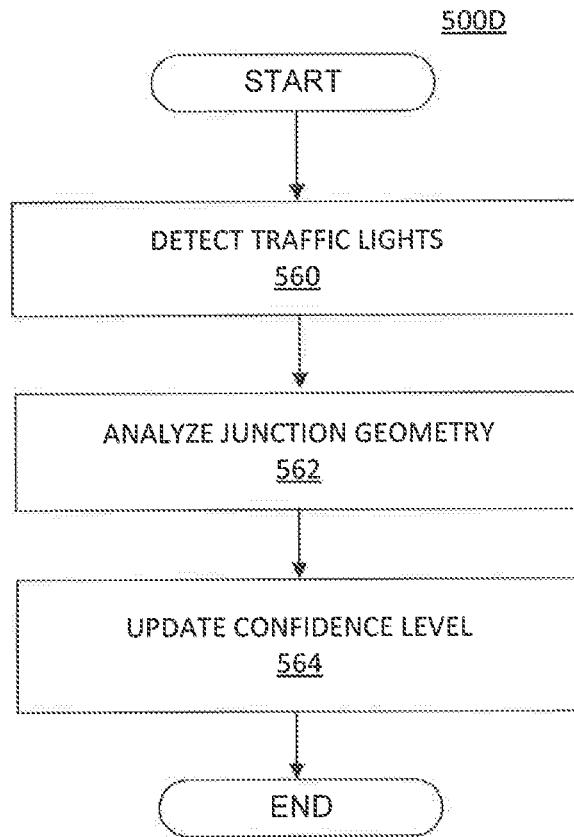 500D
START
DETECT TRAFFIC LIGHTS
560
ANALYZE JUNCTION GEOMETRY
562
UPDATE CONFIDENCE LEVEL
564
END